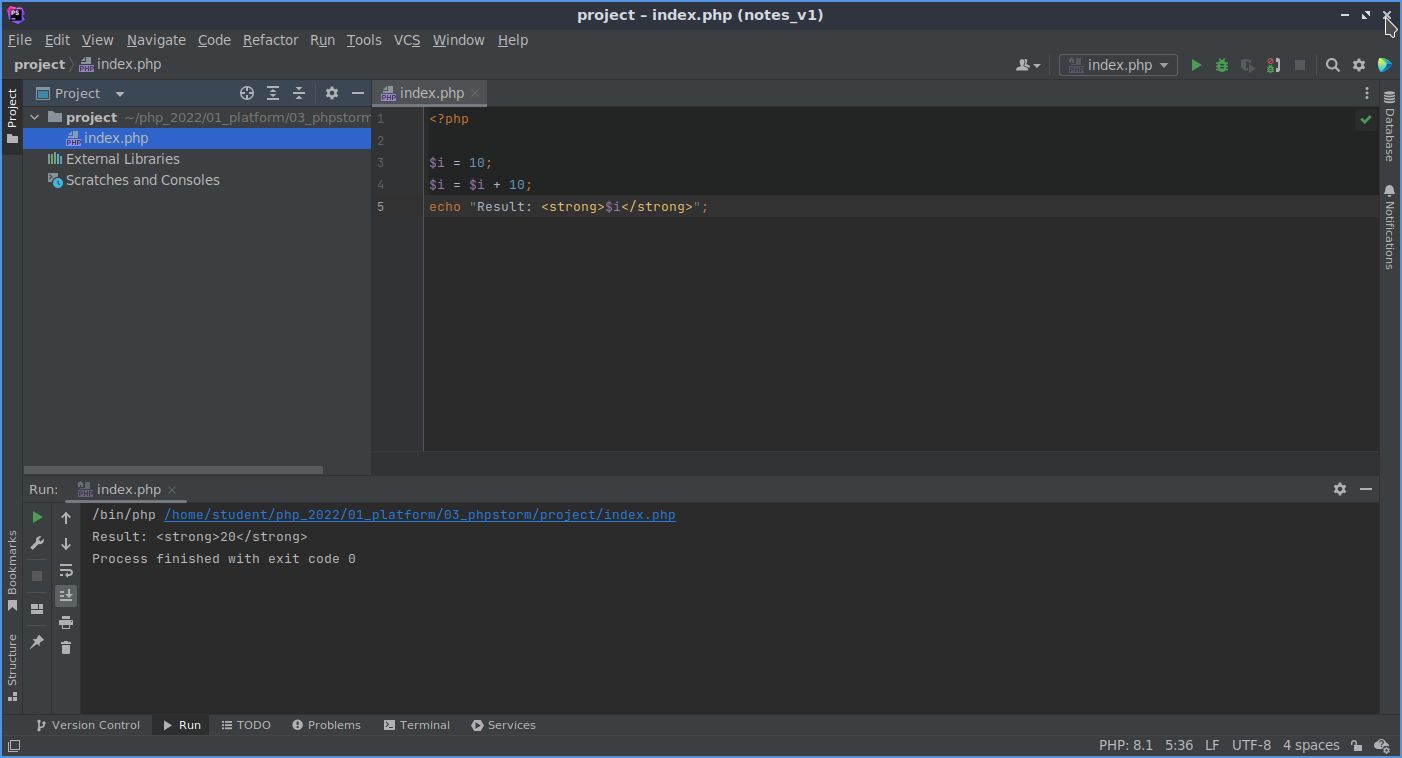 PS
project – index.php (notes_v1)
File Edit View Navigate Code Refactor Run Tools VCS Window Help
project index.php
index.php
Project
Project
index.php
project ~/php_2022/01_platform/03_phpstorm
index.php
External Libraries
Scratches and Consoles
1 <?php
2
3 $i = 10;
4 $i = $i + 10;
5 echo "Result: <strong>$i</strong>";
Database
Notifications
Run: index.php
/bin/php /home/student/php_2022/01_platform/03_phpstorm/project/index.php
Result: <strong>20</strong>
Process finished with exit code 0
Bookmarks
Structure
Version Control Run TODO Problems Terminal Services
PHP: 8.1 5:36 LF UTF-8 4 spaces